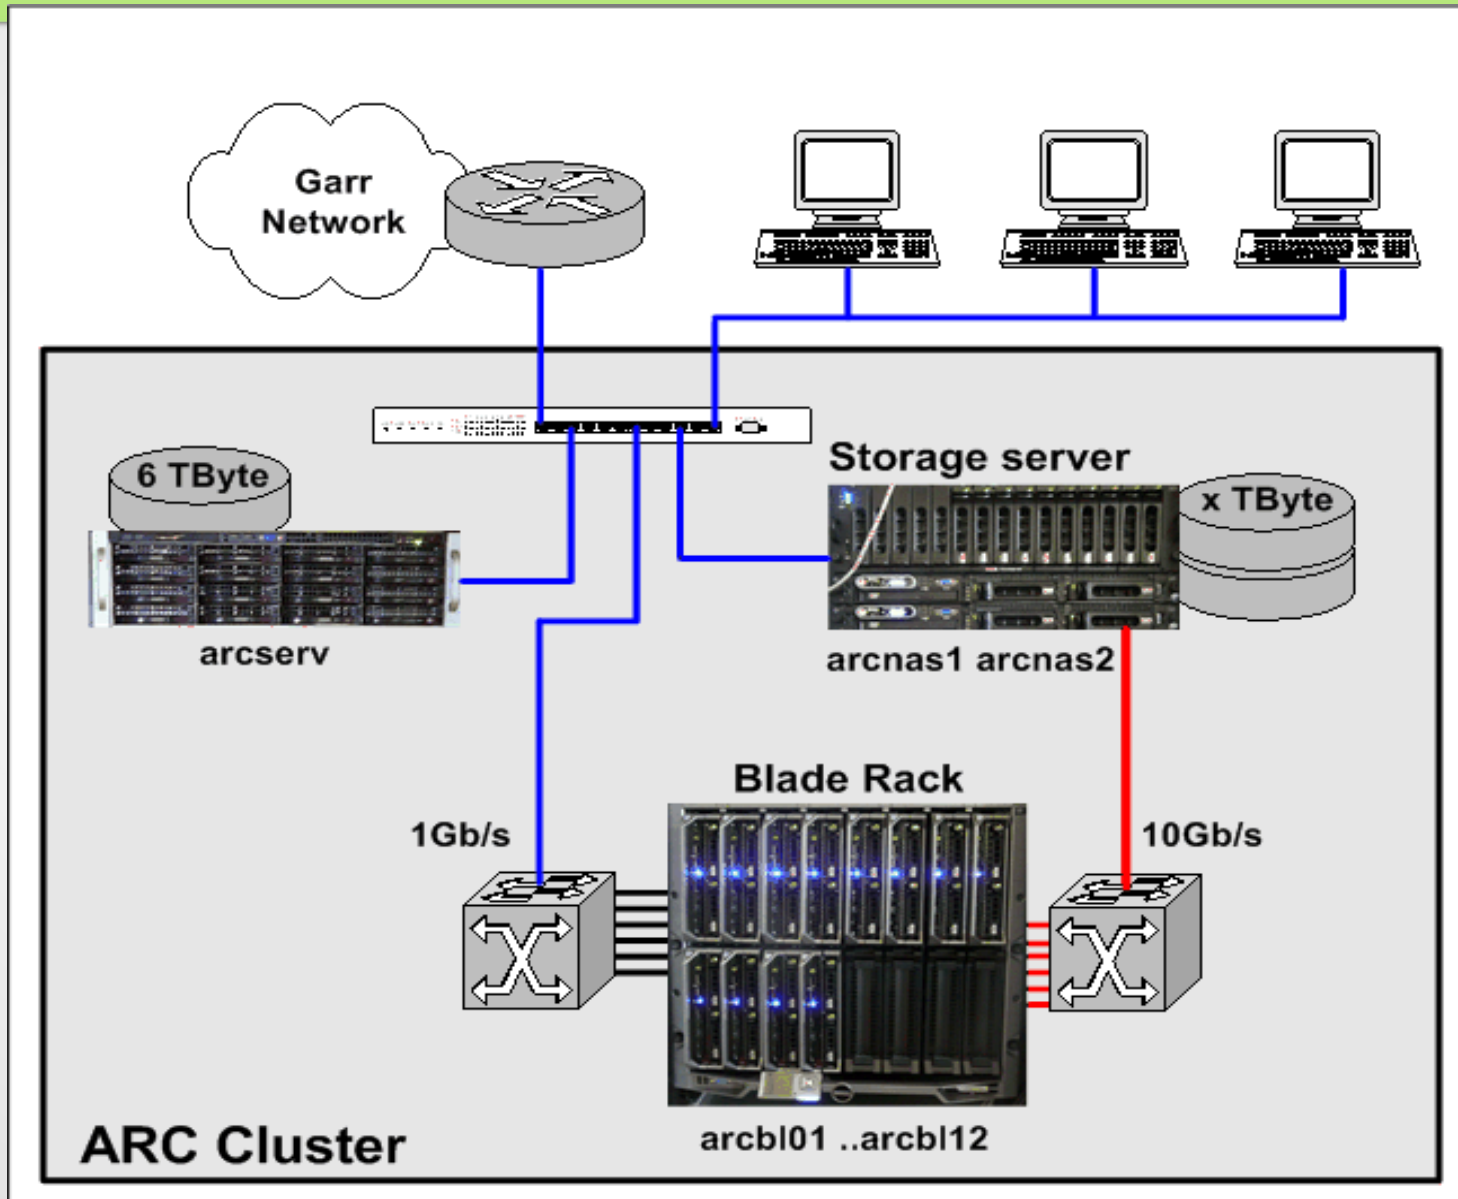 Garr
Network
6 TByte
Storage server
x TByte
arcserv
arcnas1 arcnas2
Blade Rack
1Gb/s
10Gb/s
arcbl01 ..arcbl12
ARC Cluster